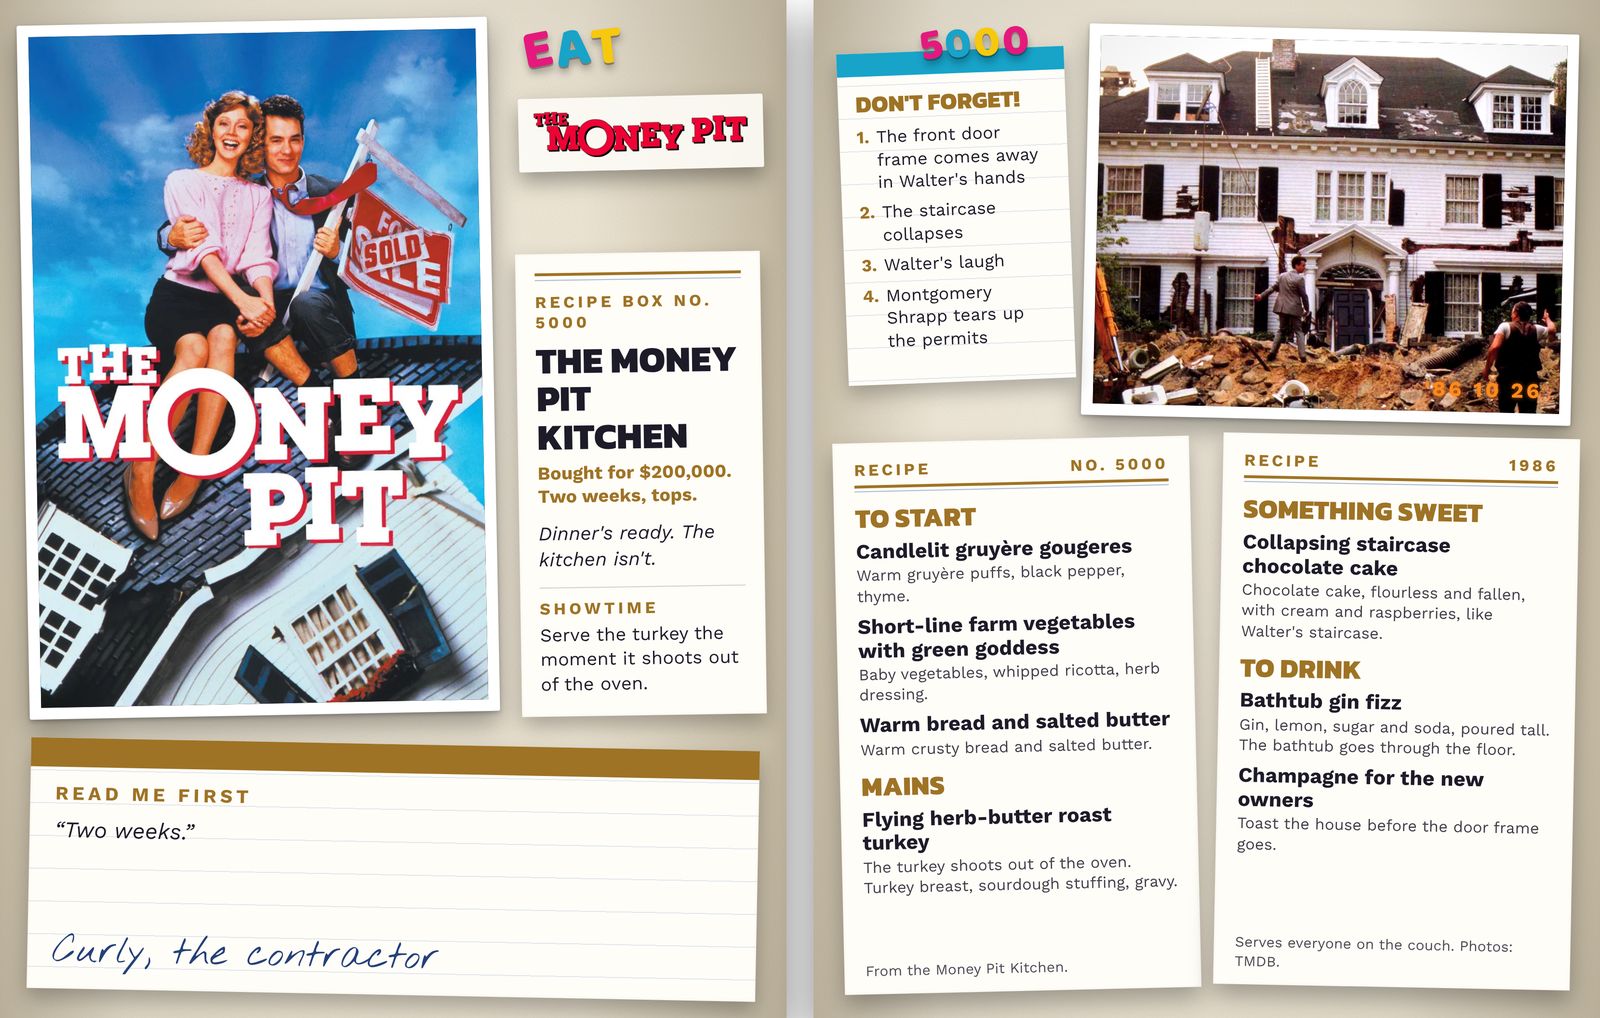 THE
MONEY
PIT
FOR
SOLD
SALE
EAT
THE MONEY PIT
RECIPE BOX NO.
5000
THE MONEY
PIT
KITCHEN
Bought for $200,000.
Two weeks, tops.
Dinner's ready. The
kitchen isn't.
SHOWTIME
Serve the turkey the
moment it shoots out
of the oven.
READ ME FIRST
“Two weeks.”
Curly, the contractor
5000
DON'T FORGET!
1. The front door
frame comes away
in Walter's hands
2. The staircase
collapses
3. Walter's laugh
4. Montgomery
Shrapp tears up
the permits
'86 10 26
RECIPE NO. 5000
TO START
Candlelit gruyère gougeres
Warm gruyère puffs, black pepper,
thyme.
Short-line farm vegetables
with green goddess
Baby vegetables, whipped ricotta, herb
dressing.
Warm bread and salted butter
Warm crusty bread and salted butter.
MAINS
Flying herb-butter roast
turkey
The turkey shoots out of the oven.
Turkey breast, sourdough stuffing, gravy.
From the Money Pit Kitchen.
RECIPE 1986
SOMETHING SWEET
Collapsing staircase
chocolate cake
Chocolate cake, flourless and fallen,
with cream and raspberries, like
Walter's staircase.
TO DRINK
Bathtub gin fizz
Gin, lemon, sugar and soda, poured tall.
The bathtub goes through the floor.
Champagne for the new
owners
Toast the house before the door frame
goes.
Serves everyone on the couch. Photos:
TMDB.